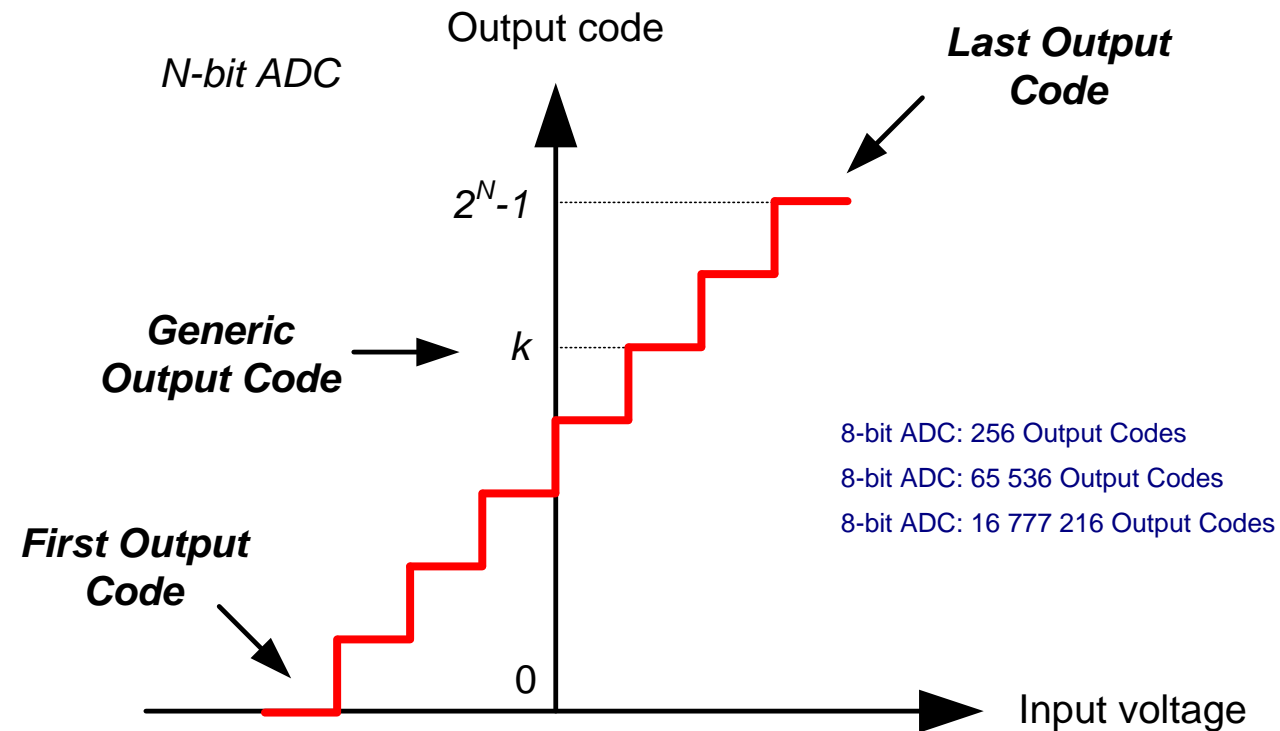 Output code
N-bit ADC
Last Output
Code
2^N-1
Generic
Output Code
k
8-bit ADC: 256 Output Codes
8-bit ADC: 65 536 Output Codes
8-bit ADC: 16 777 216 Output Codes
First Output
Code
0
Input voltage